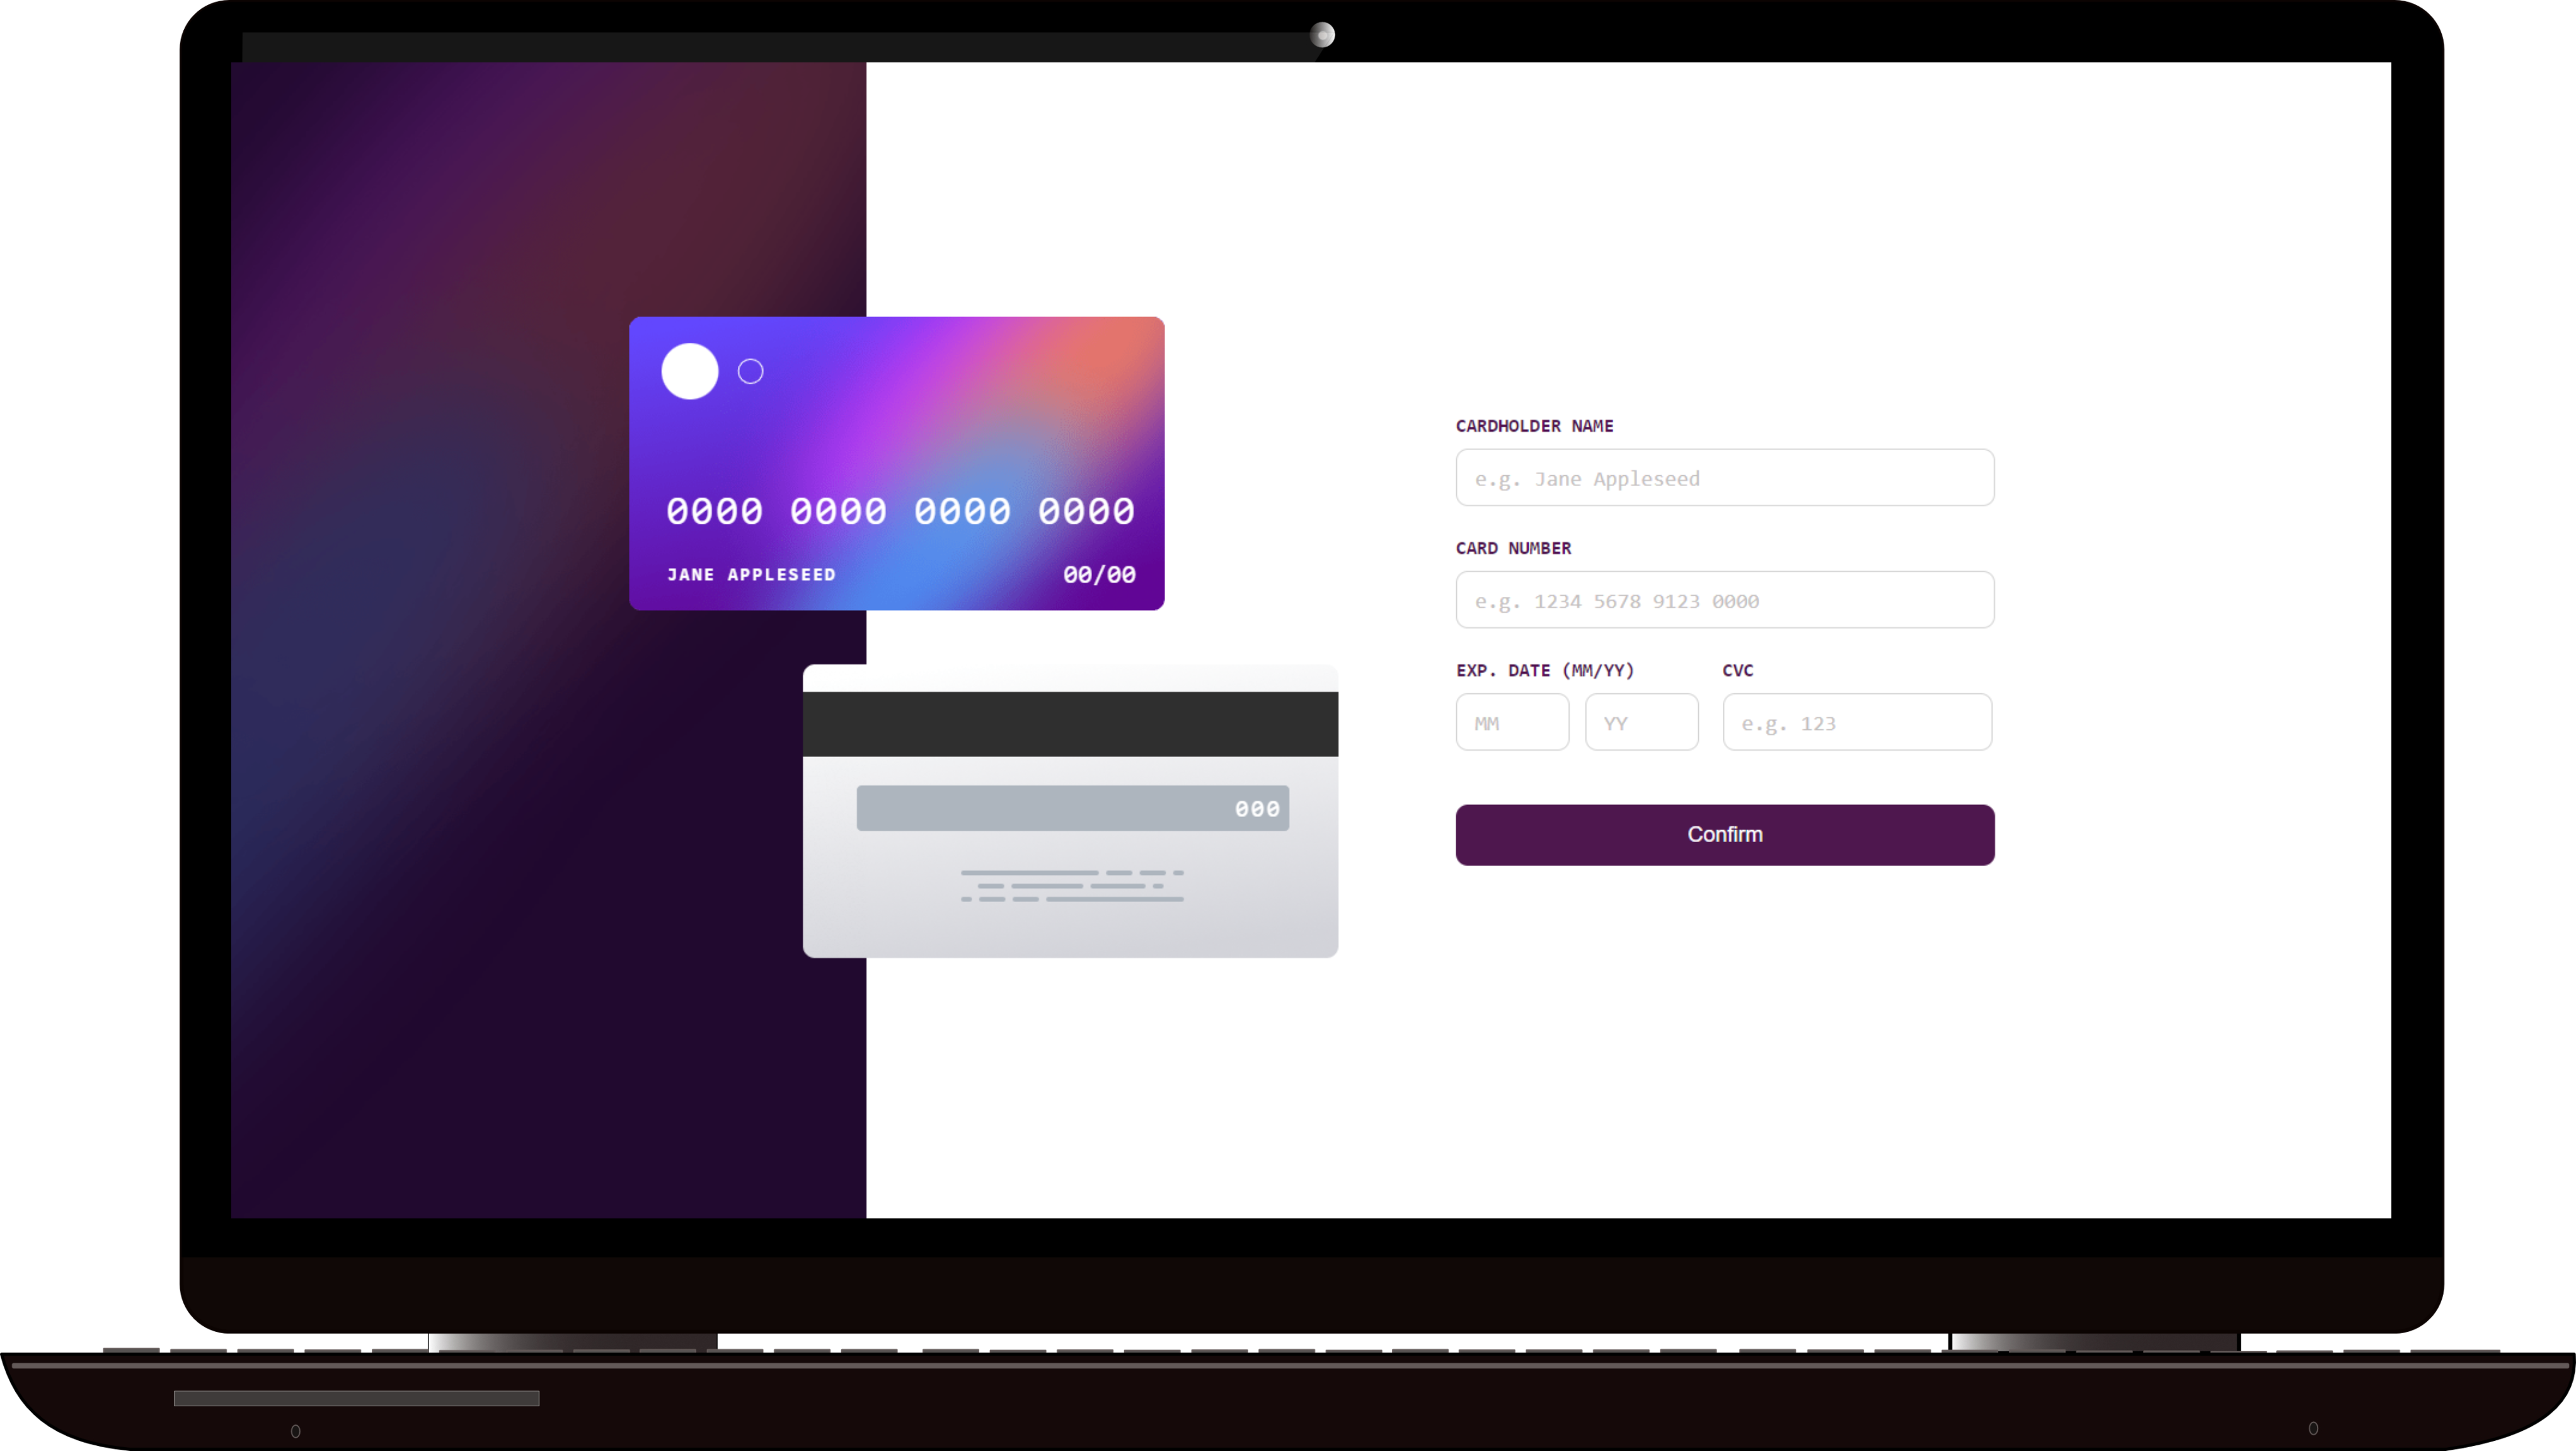 0000 0000 0000 0000
JANE APPLESEED 00/00
000
CARDHOLDER NAME
e.g. Jane Appleseed
CARD NUMBER
e.g. 1234 5678 9123 0000
EXP. DATE (MM/YY) CVC
MM YY e.g. 123
Confirm